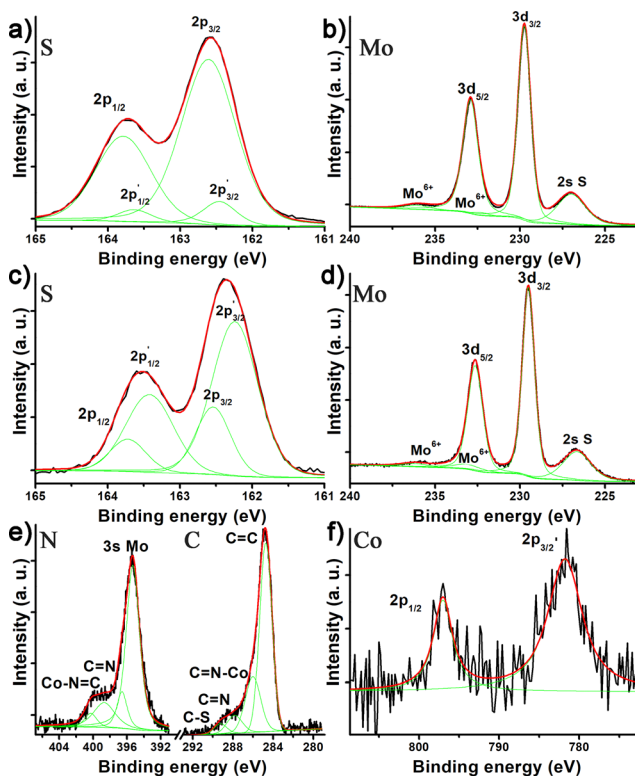 a) S
2p3/2
2p1/2
2p'1/2
2p'3/2
Intensity (a. u.)
165 164 163 162 161
Binding energy (eV)
b) Mo
3d3/2
3d5/2
2s S
Mo6+
Mo6+
Intensity (a. u.)
240 235 230 225
Binding energy (eV)
c) S
2p'3/2
2p'1/2
2p1/2
2p3/2
Intensity (a. u.)
165 164 163 162 161
Binding energy (eV)
d) Mo
3d3/2
3d5/2
2s S
Mo6+
Mo6+
Intensity (a. u.)
240 235 230 225
Binding energy (eV)
e) N C
3s Mo
C=C
C=N
Co-N=C
C=N-Co
C=N
C-S
Intensity (a. u.)
404 400 396 392 292 288 284 280
Binding energy (eV)
f) Co
2p3/2'
2p1/2
Intensity (a. u.)
800 790 780
Binding energy (eV)